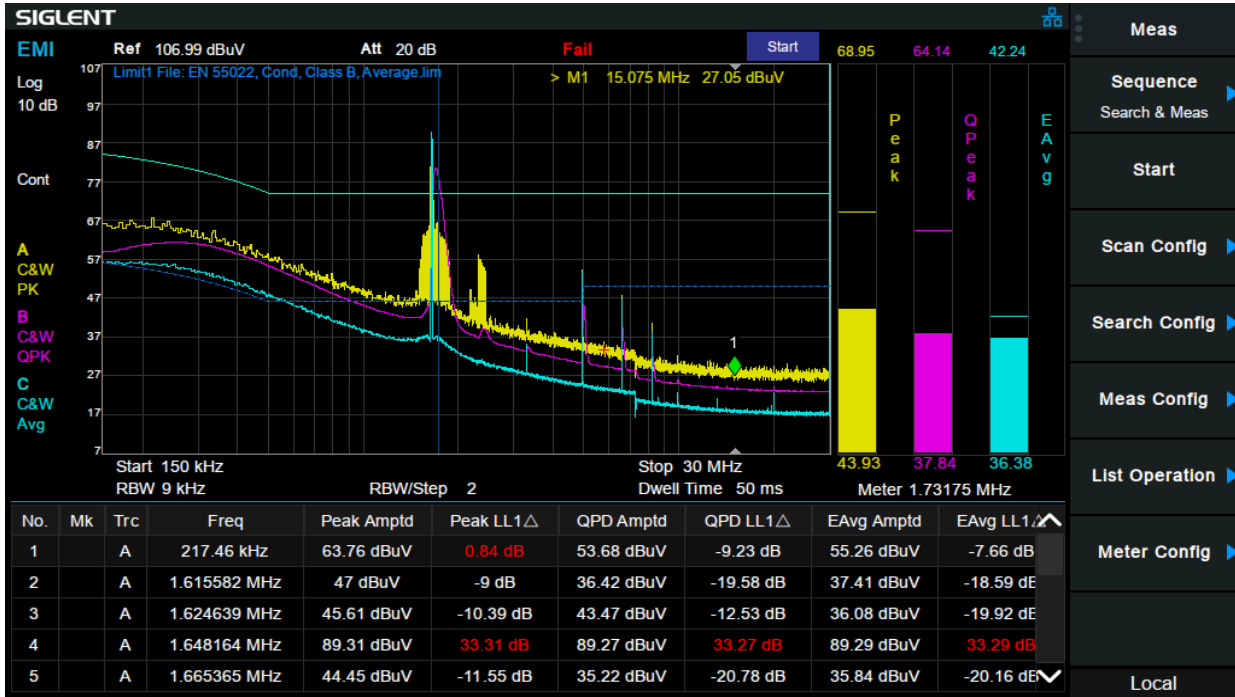 SIGLENT
EMI Ref 106.99 dBuV Att 20 dB Fail Start 68.95 64.14 42.24
Log
10 dB
Cont
A
C&W
PK
B
C&W
QPK
C
C&W
Avg
Limit1 File: EN 55022, Cond, Class B, Average.lim
> M1 15.075 MHz 27.05 dBuV
107
97
87
77
67
57
47
37
27
17
7
1
Peak
QPeak
EAvg
43.93 37.84 36.38
Start 150 kHz Stop 30 MHz
RBW 9 kHz RBW/Step 2 Dwell Time 50 ms Meter 1.73175 MHz
No. Mk Trc Freq Peak Amptd Peak LL1△ QPD Amptd QPD LL1△ EAvg Amptd EAvg LL1△
1 A 217.46 kHz 63.76 dBuV 0.84 dB 53.68 dBuV -9.23 dB 55.26 dBuV -7.66 dB
2 A 1.615582 MHz 47 dBuV -9 dB 36.42 dBuV -19.58 dB 37.41 dBuV -18.59 dB
3 A 1.624639 MHz 45.61 dBuV -10.39 dB 43.47 dBuV -12.53 dB 36.08 dBuV -19.92 dB
4 A 1.648164 MHz 89.31 dBuV 33.31 dB 89.27 dBuV 33.27 dB 89.29 dBuV 33.29 dB
5 A 1.665365 MHz 44.45 dBuV -11.55 dB 35.22 dBuV -20.78 dB 35.84 dBuV -20.16 dB
Meas
Sequence
Search & Meas
Start
Scan Config
Search Config
Meas Config
List Operation
Meter Config
Local